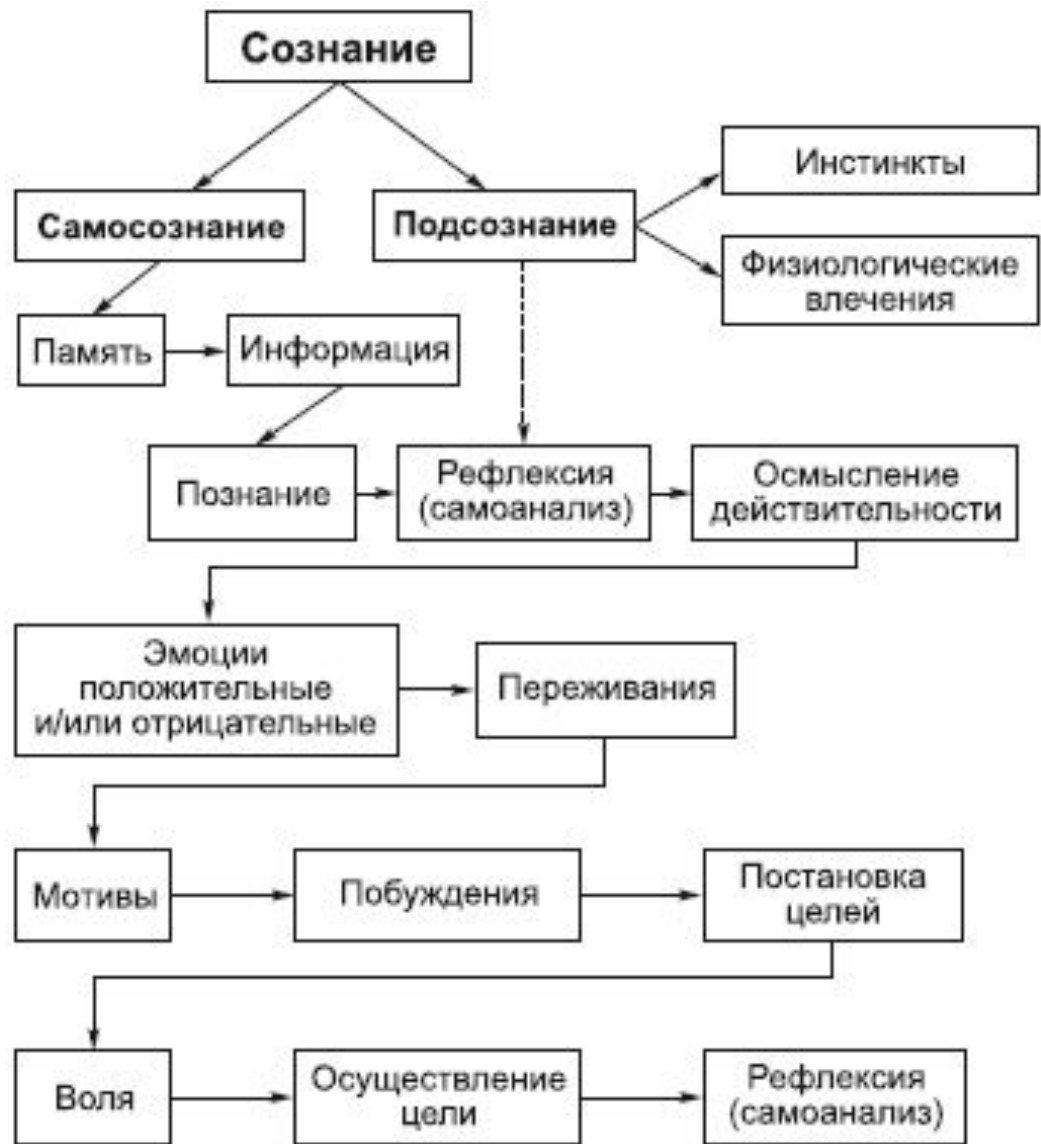 Сознание
Инстинкты
Самосознание
Подсознание
Физиологические
влечения
Память
Информация
Познание
Рефлексия
(самоанализ)
Осмысление
действительности
Эмоции
положительные
и/или отрицательные
Переживания
Мотивы
Побуждения
Постановка
целей
Воля
Осуществление
цели
Рефлексия
(самоанализ)